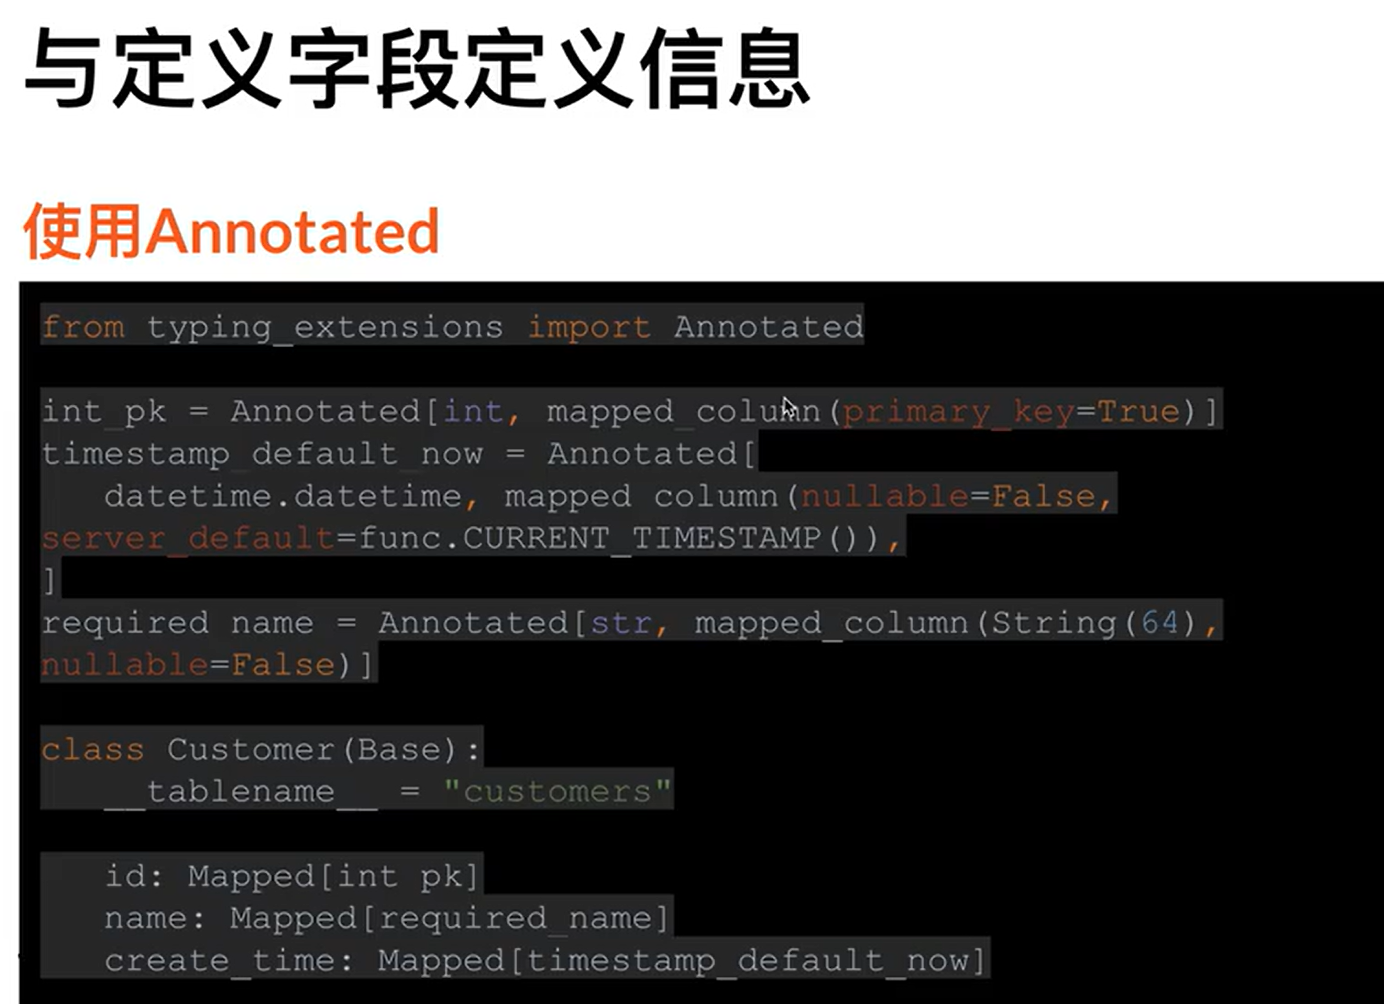 与定义字段定义信息
使用Annotated
from typing_extensions import Annotated
int_pk = Annotated[int, mapped_column(primary_key=True)]
timestamp_default_now = Annotated[
datetime.datetime, mapped_column(nullable=False,
server_default=func.CURRENT_TIMESTAMP()),
]
required_name = Annotated[str, mapped_column(String(64),
nullable=False)]
class Customer(Base):
__tablename__ = "customers"
id: Mapped[int_pk]
name: Mapped[required_name]
create_time: Mapped[timestamp_default_now]